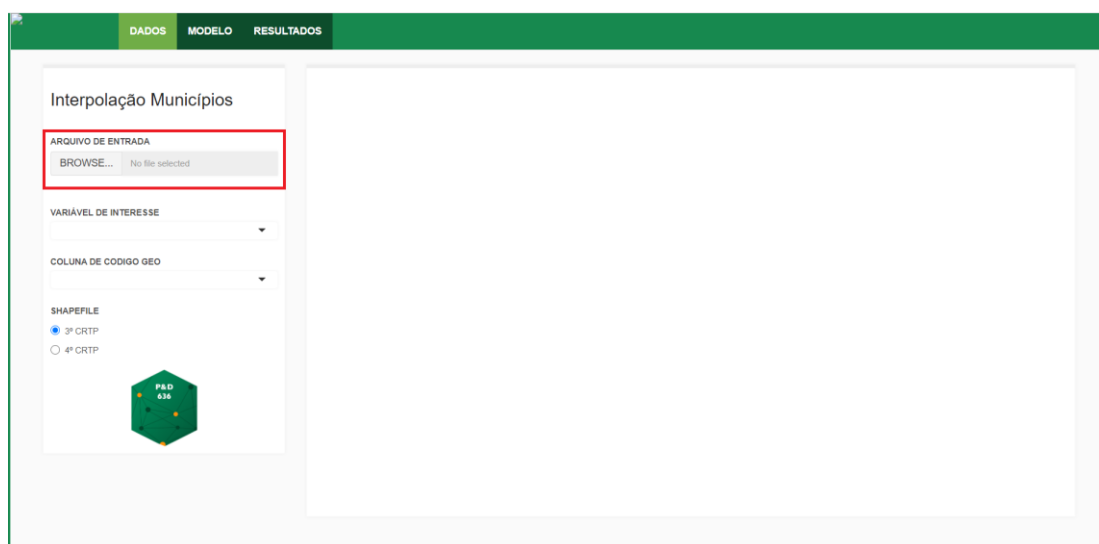 DADOS MODELO RESULTADOS
Interpolação Municípios
ARQUIVO DE ENTRADA
BROWSE... No file selected
VARIÁVEL DE INTERESSE
COLUNA DE CODIGO GEO
SHAPEFILE
3º CRTP
4º CRTP
P&D
636